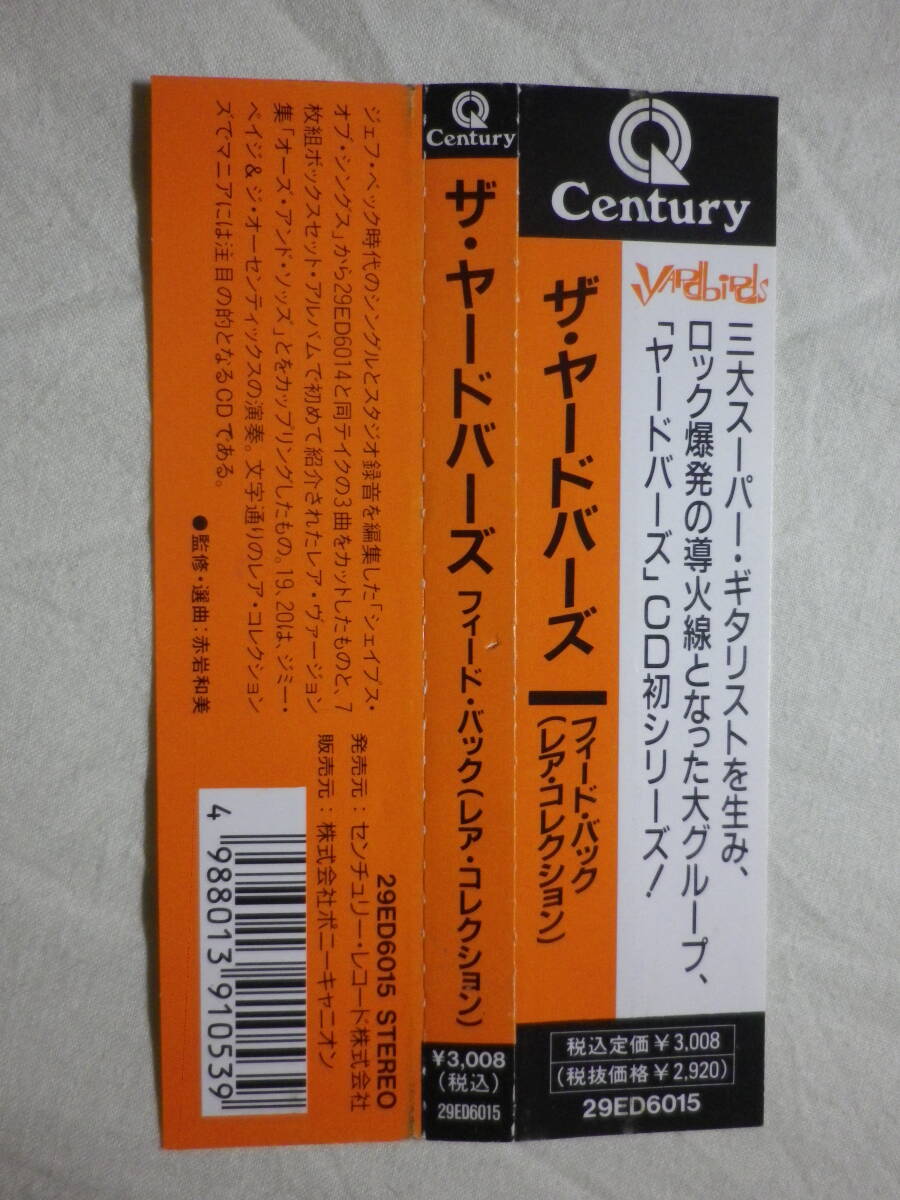 Century
Yardbirds
三大スーパー・ギタリストを生み、
ロック爆発の導火線となった大グループ、
「ヤードバーズ」CD初シリーズ!
ザ・ヤードバーズ
フィード・バック
(レア・コレクション)
税込定価¥3,008
(税抜価格¥2,920)
29ED6015
Century
ザ・ヤードバーズ フィード・バック(レア・コレクション)
¥3,008
(税込)
29ED6015
ジェフ・ベック時代のシングルとスタジオ録音を編集した「シェイプス・
オブ・シングス」から29ED6014と同テイクの3曲をカットしたものと、7
枚組ボックスセット・アルバムで初めて紹介されたレア・ヴァージョン
集「オーズ・アンド・ソッズ」とをカップリングしたもの。19、20は、ジミー・
ペイジ&ジ・オーセンティックスの演奏。文字通りのレア・コレクション
ズでマニアには注目の的となるCDである。
●監修・選曲:赤岩和美
29ED6015 STEREO
発売元:センチュリー・レコード株式会社
販売元:株式会社ポニーキャニオン
4 988013 910539